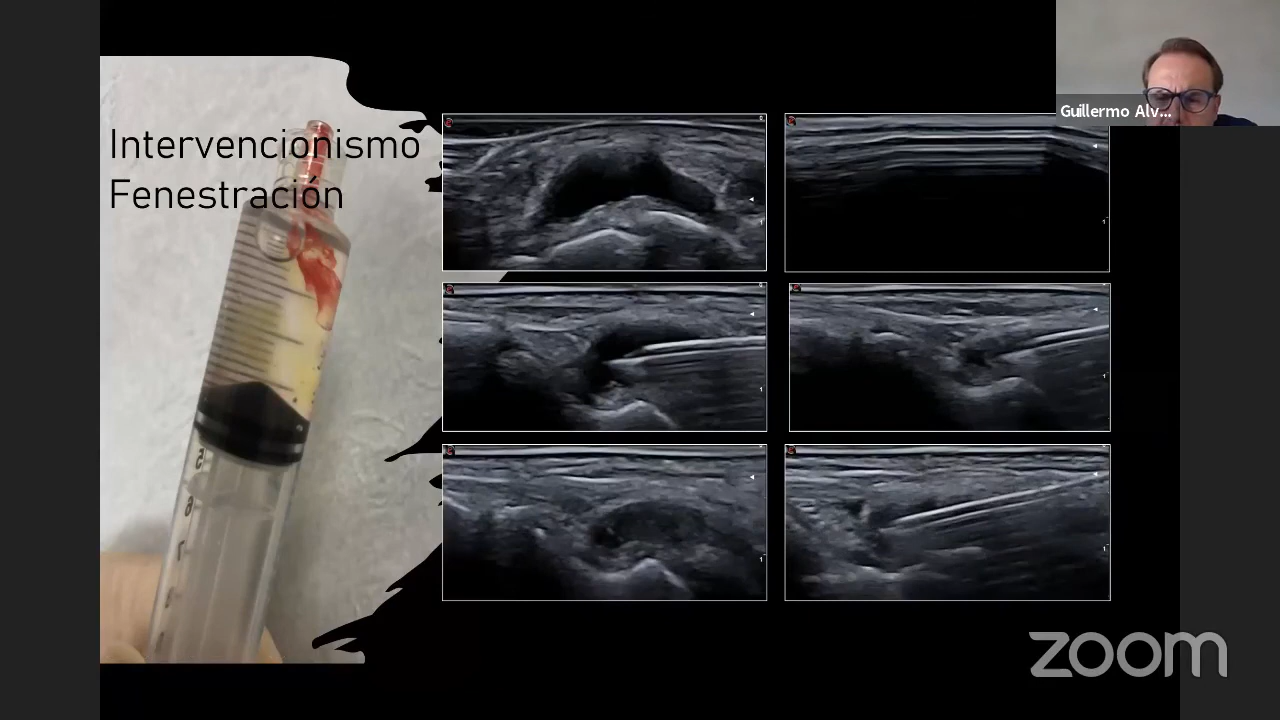 Intervencionismo
Fenestración
Guillermo Alv...
zoom